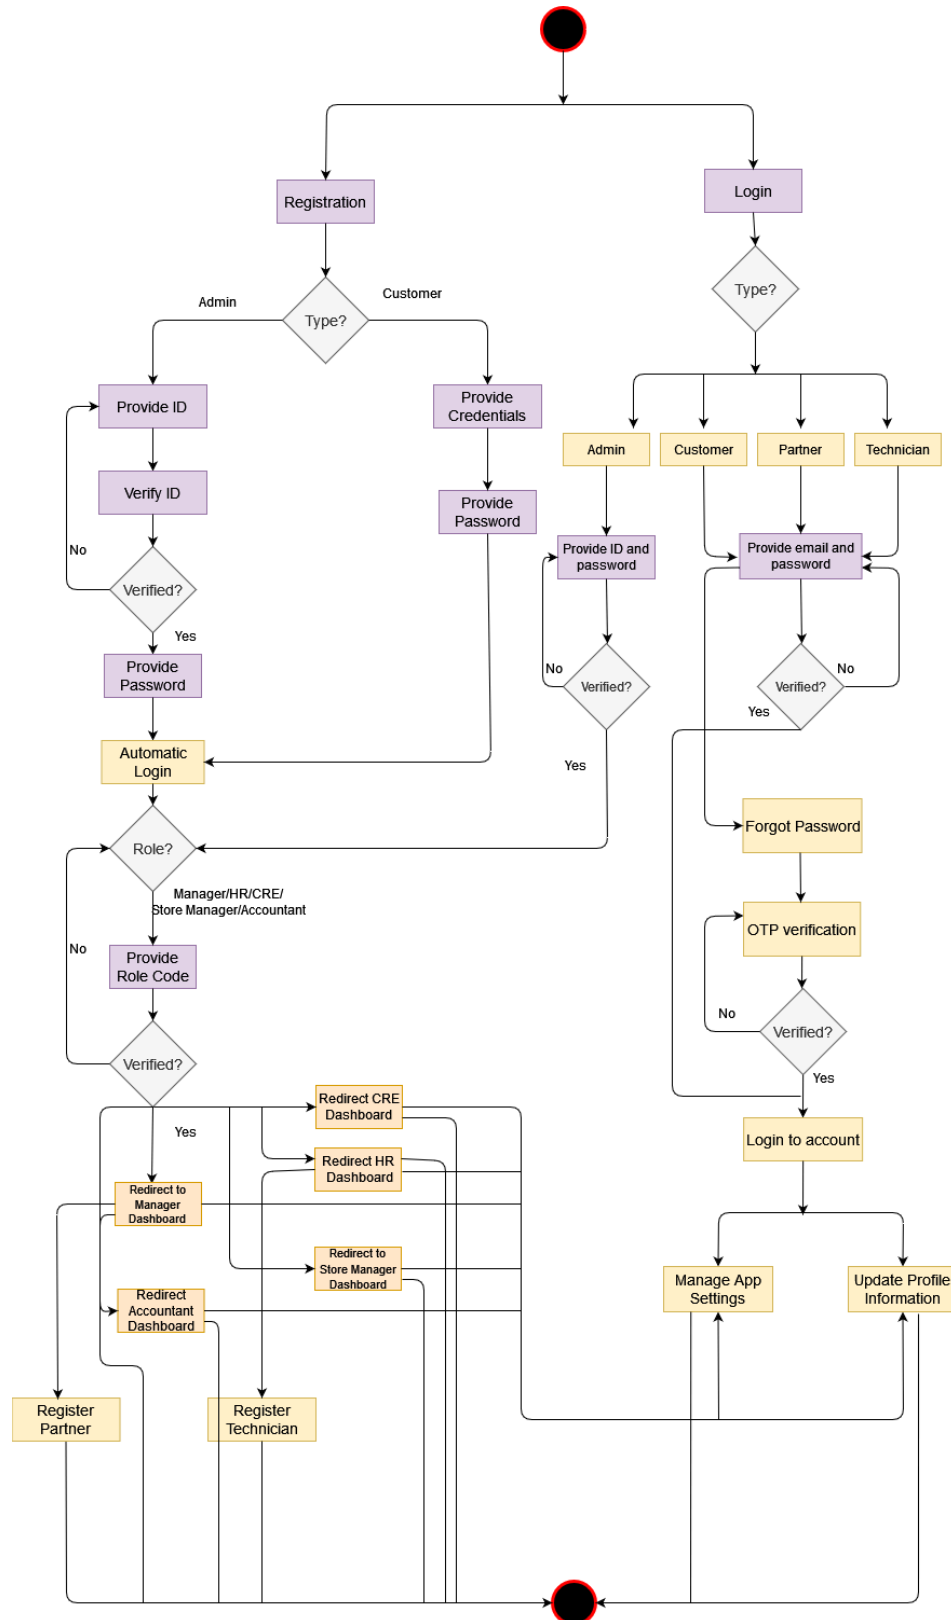 Registration
Login
Type?
Admin
Customer
Type?
Provide ID
Provide
Credentials
Admin
Customer
Partner
Technician
Verify ID
Provide
Password
Provide ID and
password
Provide email and
password
No
Verified?
Yes
Provide
Password
No
Verified?
Verified?
No
Yes
Automatic
Login
Yes
Forgot Password
Role?
Manager/HR/CRE/
Store Manager/Accountant
No
Provide
Role Code
OTP verification
No
Verified?
Verified?
Yes
Redirect CRE
Dashboard
Yes
Login to account
Redirect HR
Dashboard
Redirect to
Manager
Dashboard
Redirect to
Store Manager
Dashboard
Manage App
Settings
Update Profile
Information
Redirect
Accountant
Dashboard
Register
Partner
Register
Technician